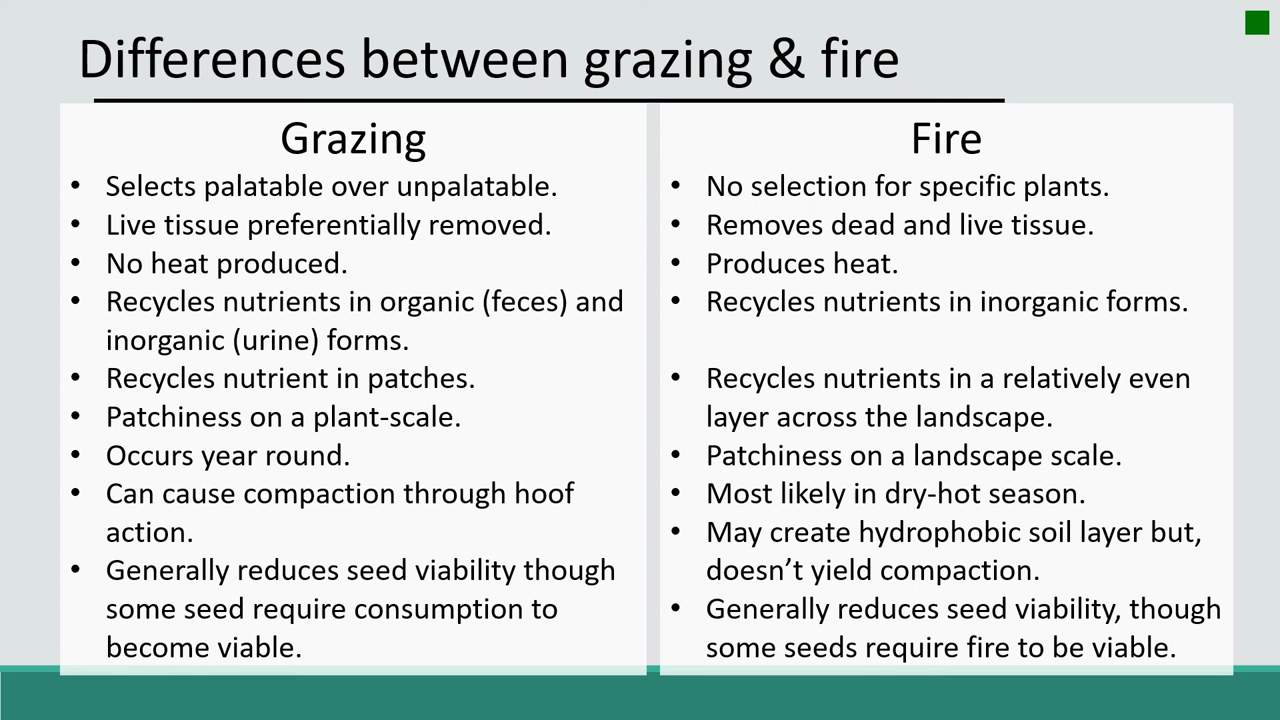 Differences between grazing & fire
Grazing
• Selects palatable over unpalatable.
• Live tissue preferentially removed.
• No heat produced.
• Recycles nutrients in organic (feces) and
inorganic (urine) forms.
• Recycles nutrient in patches.
• Patchiness on a plant-scale.
• Occurs year round.
• Can cause compaction through hoof
action.
• Generally reduces seed viability though
some seed require consumption to
become viable.
Fire
• No selection for specific plants.
• Removes dead and live tissue.
• Produces heat.
• Recycles nutrients in inorganic forms.
• Recycles nutrients in a relatively even
layer across the landscape.
• Patchiness on a landscape scale.
• Most likely in dry-hot season.
• May create hydrophobic soil layer but,
doesn’t yield compaction.
• Generally reduces seed viability, though
some seeds require fire to be viable.